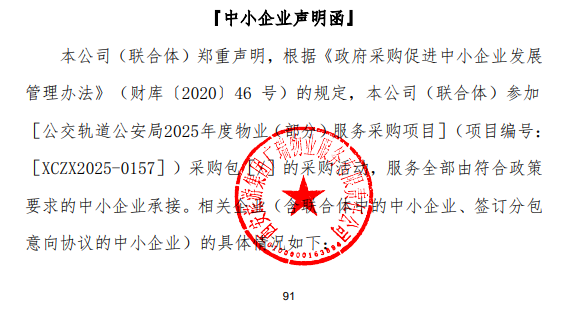 『中小企业声明函』
本公司（联合体）郑重声明，根据《政府采购促进中小企业发展
管理办法》（财库〔2020〕46 号）的规定，本公司（联合体）参加
［公交轨道公安局2025年度物业（部分）服务采购项目］（项目编号：
［XCZX2025-0157］）采购包［ ］的采购活动，服务全部由符合政策
要求的中小企业承接。相关企业（含联合体中的中小企业、签订分包
意向协议的中小企业）的具体情况如下：
91